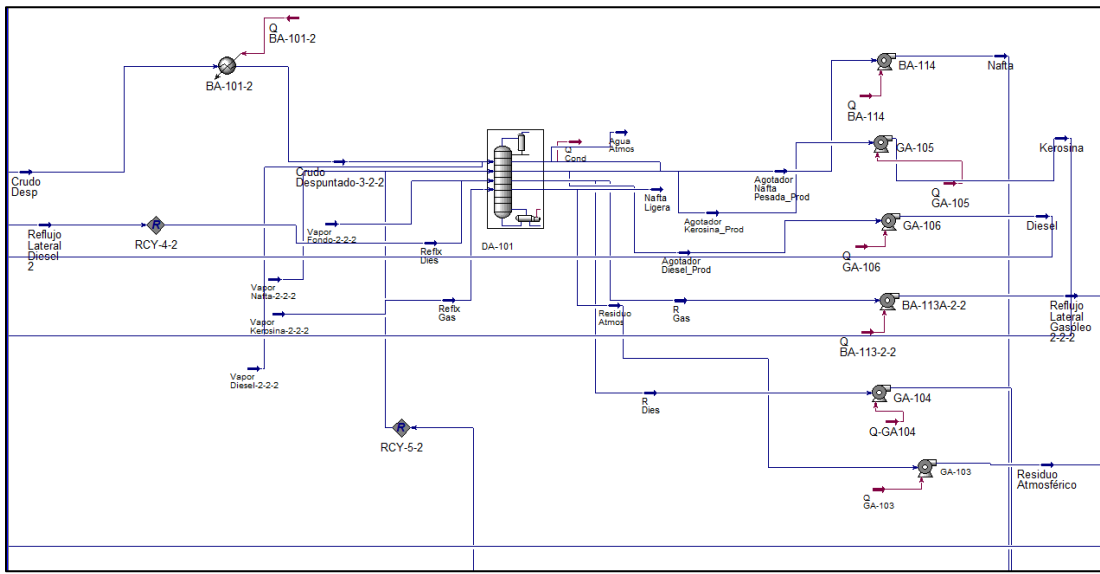 Q
BA-101-2
BA-101-2
BA-114
Nafta
Q
BA-114
Q
Cond
Agua
Atmos
GA-105
Kerosina
Crudo
Desp
Crudo
Despuntado-3-2-2
Agotador
Nafta
Pesada_Prod
Q
GA-105
Nafta
Ligera
Reflujo
Lateral
Diesel
2
RCY-4-2
Vapor
Fondo-2-2-2
DA-101
Agotador
Kerosina_Prod
GA-106
Diesel
Reflx
Dies
Agotador
Diesel_Prod
Q
GA-106
Vapor
Nafta-2-2-2
Reflx
Gas
Residuo
Atmos
R
Gas
BA-113A-2-2
Reflujo
Lateral
Gasóleo
2-2-2
Vapor
Kerosina-2-2-2
Q
BA-113-2-2
Vapor
Diesel-2-2-2
R
Dies
GA-104
R
RCY-5-2
Q-GA104
GA-103
Residuo
Atmosférico
Q
GA-103